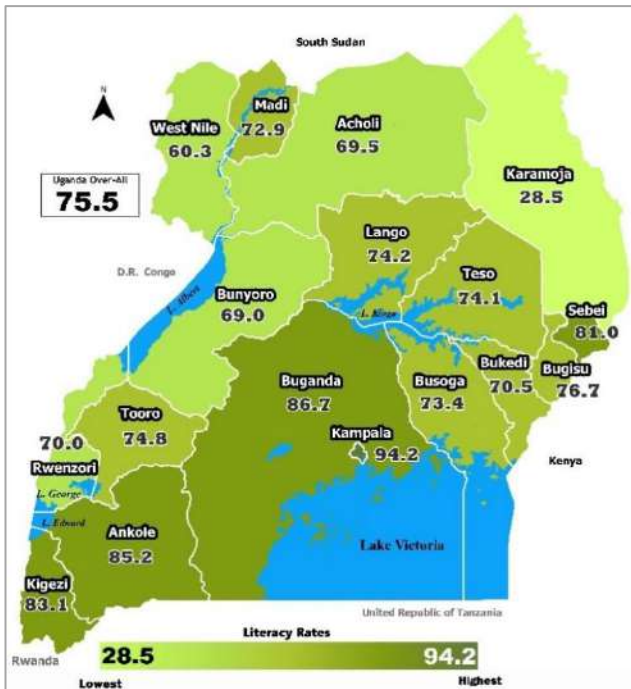 South Sudan
Madi
72.9
West Nile
60.3
Acholi
69.5
Karamoja
28.5
Uganda Over-All
75.5
Lango
74.2
Teso
74.1
D.R. Congo
L. Albert
Bunyoro
69.0
L. Kioga
Sebei
81.0
Bukedi
70.5
Bugisu
76.7
Buganda
86.7
Busoga
73.4
Tooro
74.8
Kampala
94.2
70.0
Rwenzori
Kenya
L. George
L. Edward
Ankole
85.2
Lake Victoria
Kigezi
83.1
United Republic of Tanzania
Rwanda
Literacy Rates
28.5
94.2
Lowest
Highest